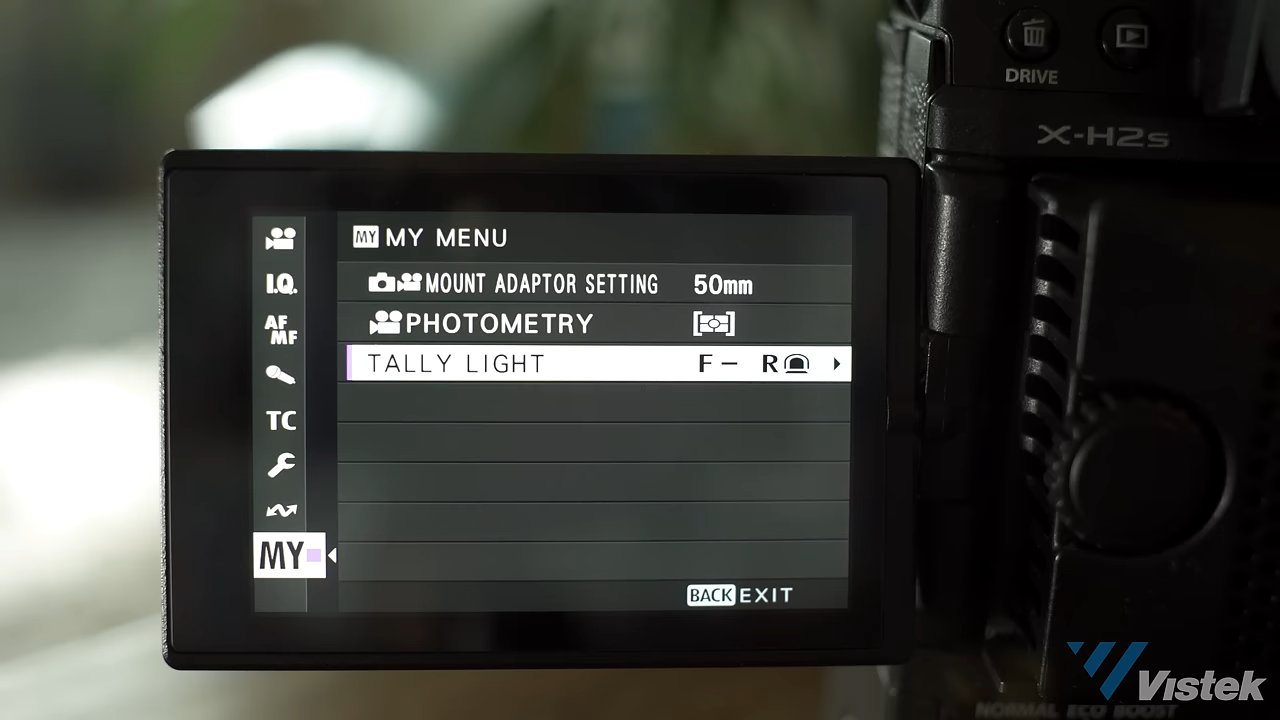 DRIVE
X-H2S
MY MY MENU
MOUNT ADAPTOR SETTING 50mm
PHOTOMETRY
TALLY LIGHT F – R
I.Q.
AF
MF
TC
MY
BACK EXIT
Vistek
NORMAL ECO BOOST